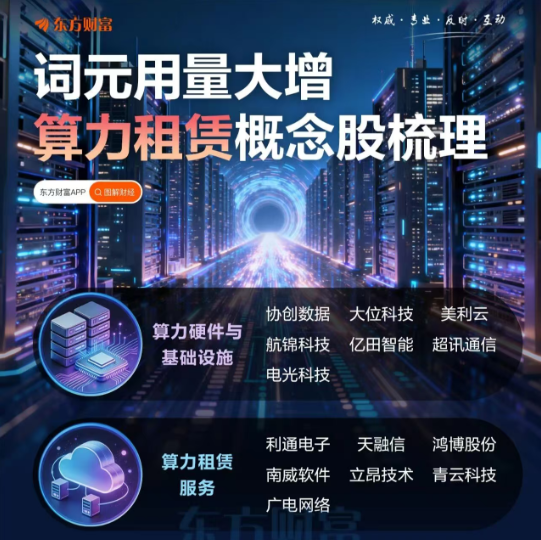 东方财富
权威·专业·及时·互动
词元用量大增
算力租赁概念股梳理
东方财富APP 图解财经
算力硬件与
基础设施
协创数据 大位科技 美利云
航锦科技 亿田智能 超讯通信
电光科技
算力租赁
服务
利通电子 天融信 鸿博股份
南威软件 立昂技术 青云科技
广电网络
东方财富